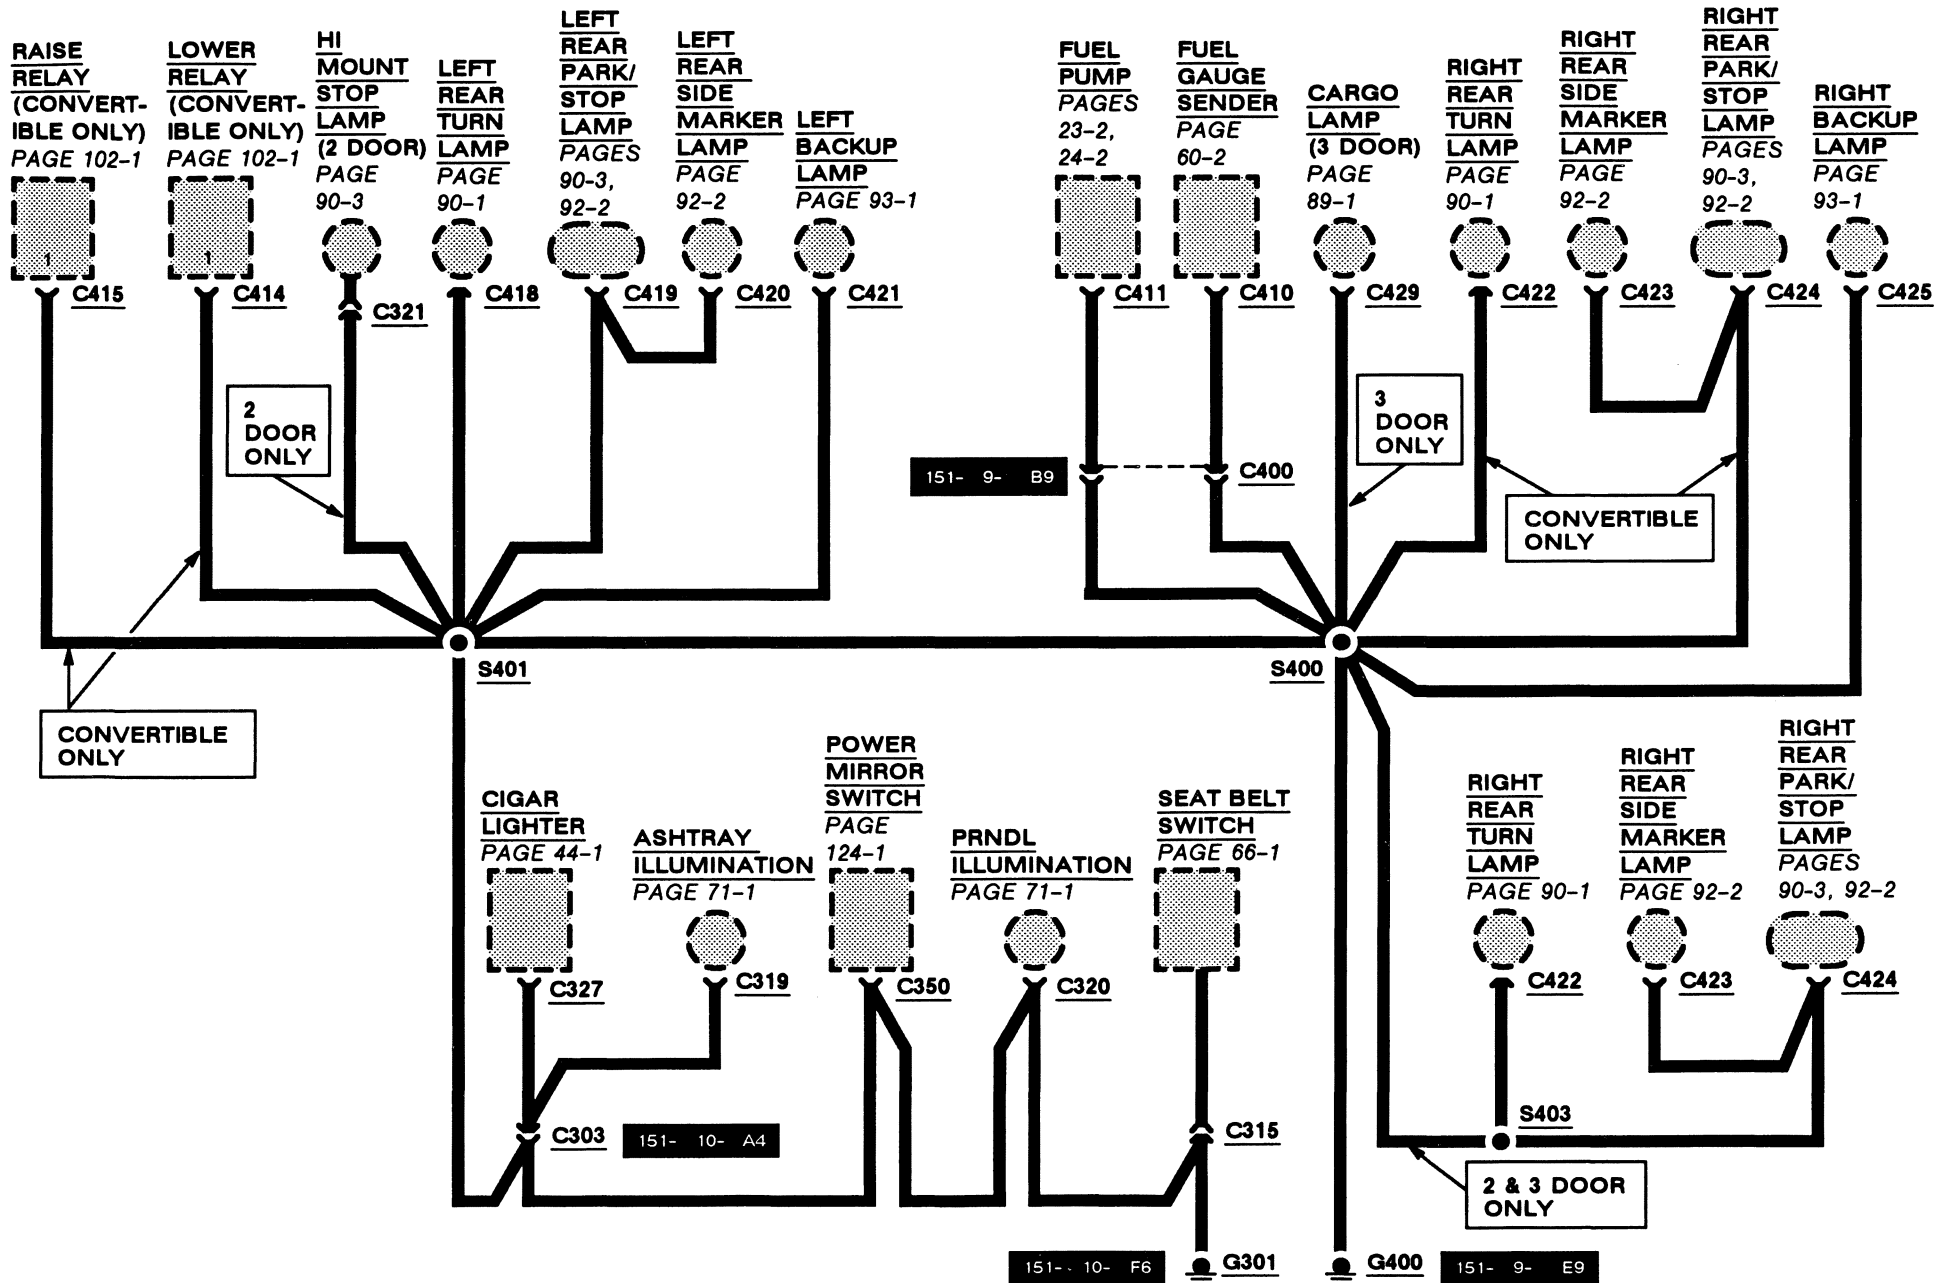 RAISE
RELAY
(CONVERT-
IBLE ONLY)
PAGE 102-1
1
C415
LOWER
RELAY
(CONVERT-
IBLE ONLY)
PAGE 102-1
1
C414
HI
MOUNT
STOP
LAMP
(2 DOOR)
PAGE
90-3
C321
LEFT
REAR
TURN
LAMP
PAGE
90-1
C418
LEFT
REAR
PARK/
STOP
LAMP
PAGES
90-3,
92-2
C419
LEFT
REAR
SIDE
MARKER
LAMP
PAGE
92-2
C420
LEFT
BACKUP
LAMP
PAGE 93-1
C421
FUEL
PUMP
PAGES
23-2,
24-2
C411
FUEL
GAUGE
SENDER
PAGE
60-2
C410
CARGO
LAMP
(3 DOOR)
PAGE
89-1
C429
RIGHT
REAR
TURN
LAMP
PAGE
90-1
C422
RIGHT
REAR
SIDE
MARKER
LAMP
PAGE
92-2
C423
RIGHT
REAR
PARK/
STOP
LAMP
PAGES
90-3,
92-2
C424
RIGHT
BACKUP
LAMP
PAGE
93-1
C425
2
DOOR
ONLY
151- 9- B9
C400
3
DOOR
ONLY
CONVERTIBLE
ONLY
S401
S400
CONVERTIBLE
ONLY
CIGAR
LIGHTER
PAGE 44-1
C327
ASHTRAY
ILLUMINATION
PAGE 71-1
C319
POWER
MIRROR
SWITCH
PAGE
124-1
C350
PRNDL
ILLUMINATION
PAGE 71-1
C320
SEAT BELT
SWITCH
PAGE 66-1
RIGHT
REAR
TURN
LAMP
PAGE 90-1
C422
RIGHT
REAR
SIDE
MARKER
LAMP
PAGE 92-2
C423
RIGHT
REAR
PARK/
STOP
LAMP
PAGES
90-3, 92-2
C424
C303
151- 10- A4
C315
S403
2 & 3 DOOR
ONLY
151- 10- F6
G301
G400
151- 9- E9